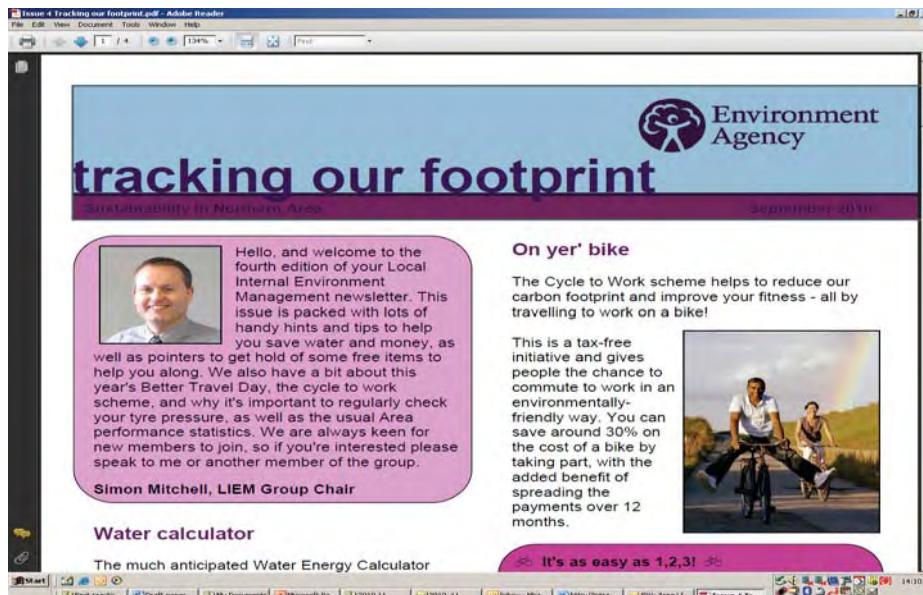 Issue 4 Tracking our footprint.pdf - Adobe Reader
File Edit View Document Tools Window Help
1 / 4 134% Find
Environment
Agency
tracking our footprint
Sustainability in Northern Area September 2010
Hello, and welcome to the
fourth edition of your Local
Internal Environment
Management newsletter. This
issue is packed with lots of
handy hints and tips to help
you save water and money, as
well as pointers to get hold of some free items to
help you along. We also have a bit about this
year's Better Travel Day, the cycle to work
scheme, and why it's important to regularly check
your tyre pressure, as well as the usual Area
performance statistics. We are always keen for
new members to join, so if you're interested please
speak to me or another member of the group.
Simon Mitchell, LIEM Group Chair
Water calculator
The much anticipated Water Energy Calculator
On yer' bike
The Cycle to Work scheme helps to reduce our
carbon footprint and improve your fitness - all by
travelling to work on a bike!
This is a tax-free
initiative and gives
people the chance to
commute to work in an
environmentally-
friendly way. You can
save around 30% on
the cost of a bike by
taking part, with the
added benefit of
spreading the
payments over 12
months.
It's as easy as 1,2,3!
Start 14:10